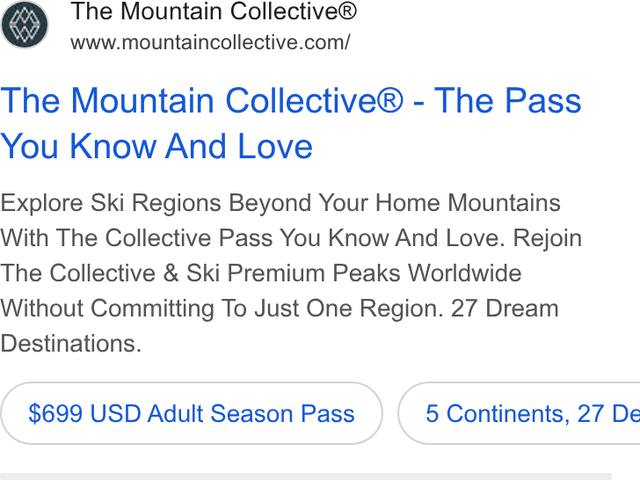 The Mountain Collective®
www.mountaincollective.com/
The Mountain Collective® - The Pass
You Know And Love
Explore Ski Regions Beyond Your Home Mountains
With The Collective Pass You Know And Love. Rejoin
The Collective & Ski Premium Peaks Worldwide
Without Committing To Just One Region. 27 Dream
Destinations.
$699 USD Adult Season Pass
5 Continents, 27 De